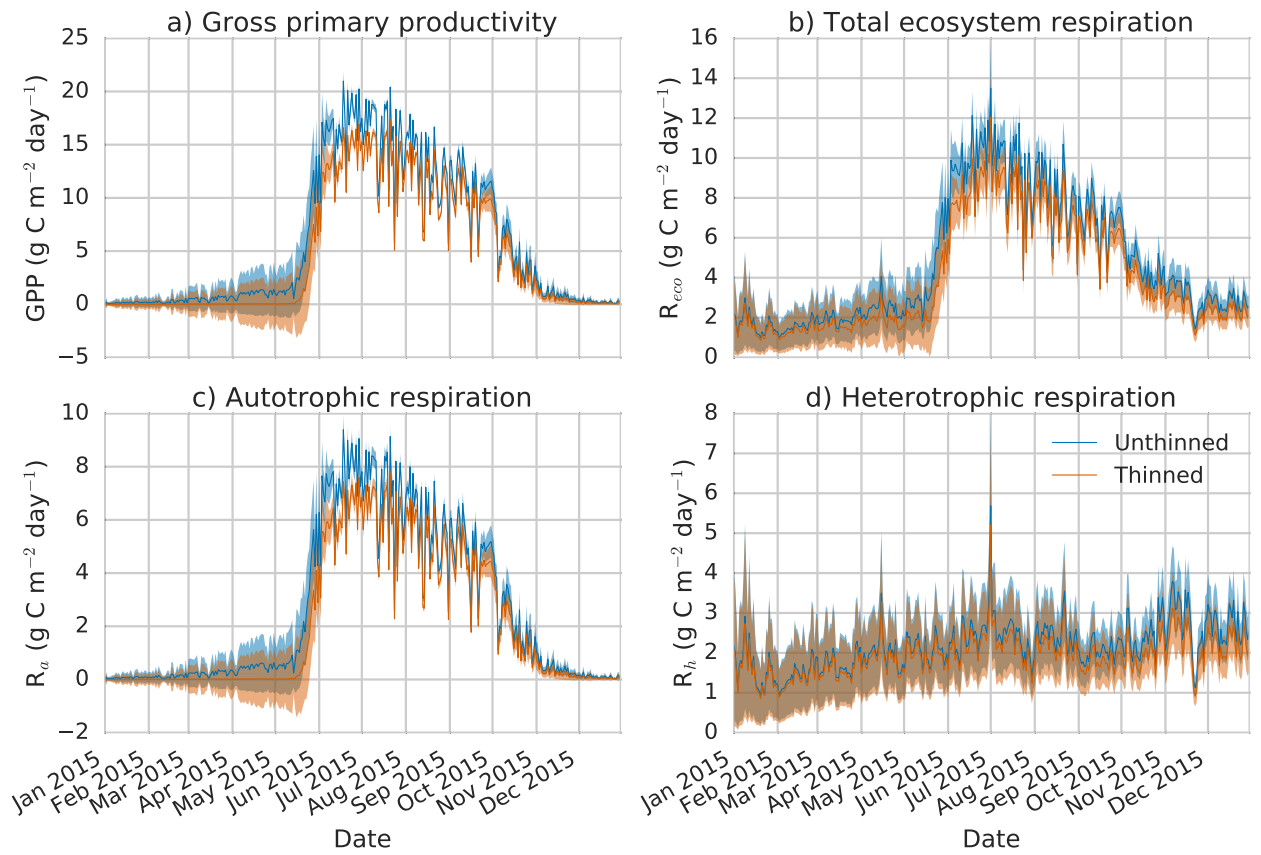 a) Gross primary productivity
25
20
15
10
5
0
−5
GPP (g C m−2 day−1)
b) Total ecosystem respiration
16
14
12
10
8
6
4
2
0
Reco (g C m−2 day−1)
c) Autotrophic respiration
10
8
6
4
2
0
−2
Ra (g C m−2 day−1)
Jan 2015
Feb 2015
Mar 2015
Apr 2015
May 2015
Jun 2015
Jul 2015
Aug 2015
Sep 2015
Oct 2015
Nov 2015
Dec 2015
Date
d) Heterotrophic respiration
8
7
6
5
4
3
2
1
0
Rh (g C m−2 day−1)
Unthinned
Thinned
Jan 2015
Feb 2015
Mar 2015
Apr 2015
May 2015
Jun 2015
Jul 2015
Aug 2015
Sep 2015
Oct 2015
Nov 2015
Dec 2015
Date